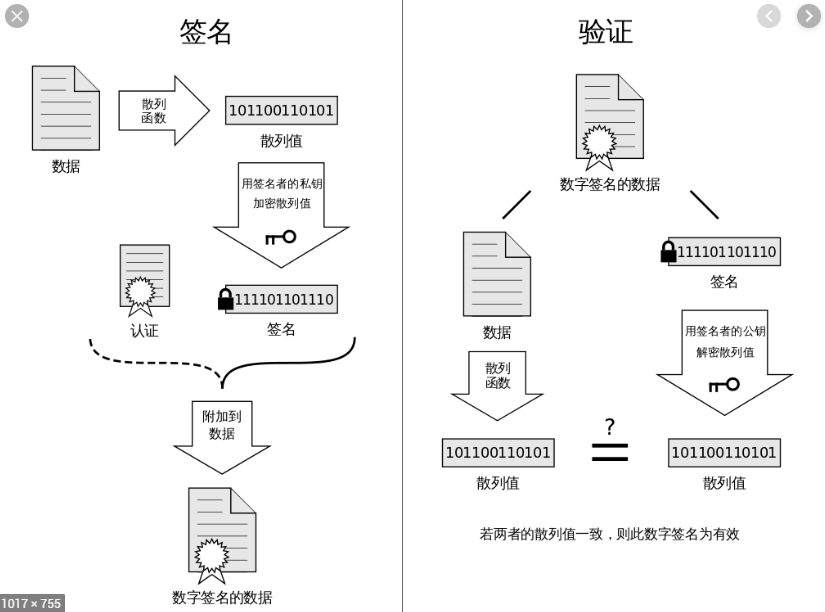 签名
散列
函数
101100110101
散列值
数据
用签名者的私钥
加密散列值
认证
111101101110
签名
附加到
数据
数字签名的数据
验证
数字签名的数据
数据
111101101110
签名
散列
函数
用签名者的公钥
解密散列值
101100110101
散列值
?
101100110101
散列值
若两者的散列值一致，则此数字签名为有效
1017 × 755